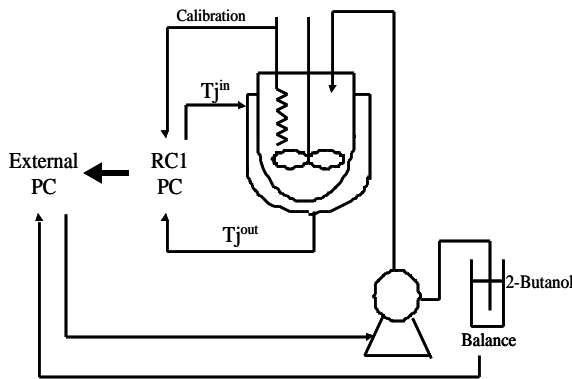 Calibration
Tj^in
External
PC
RC1
PC
Tj^out
2-Butanol
Balance